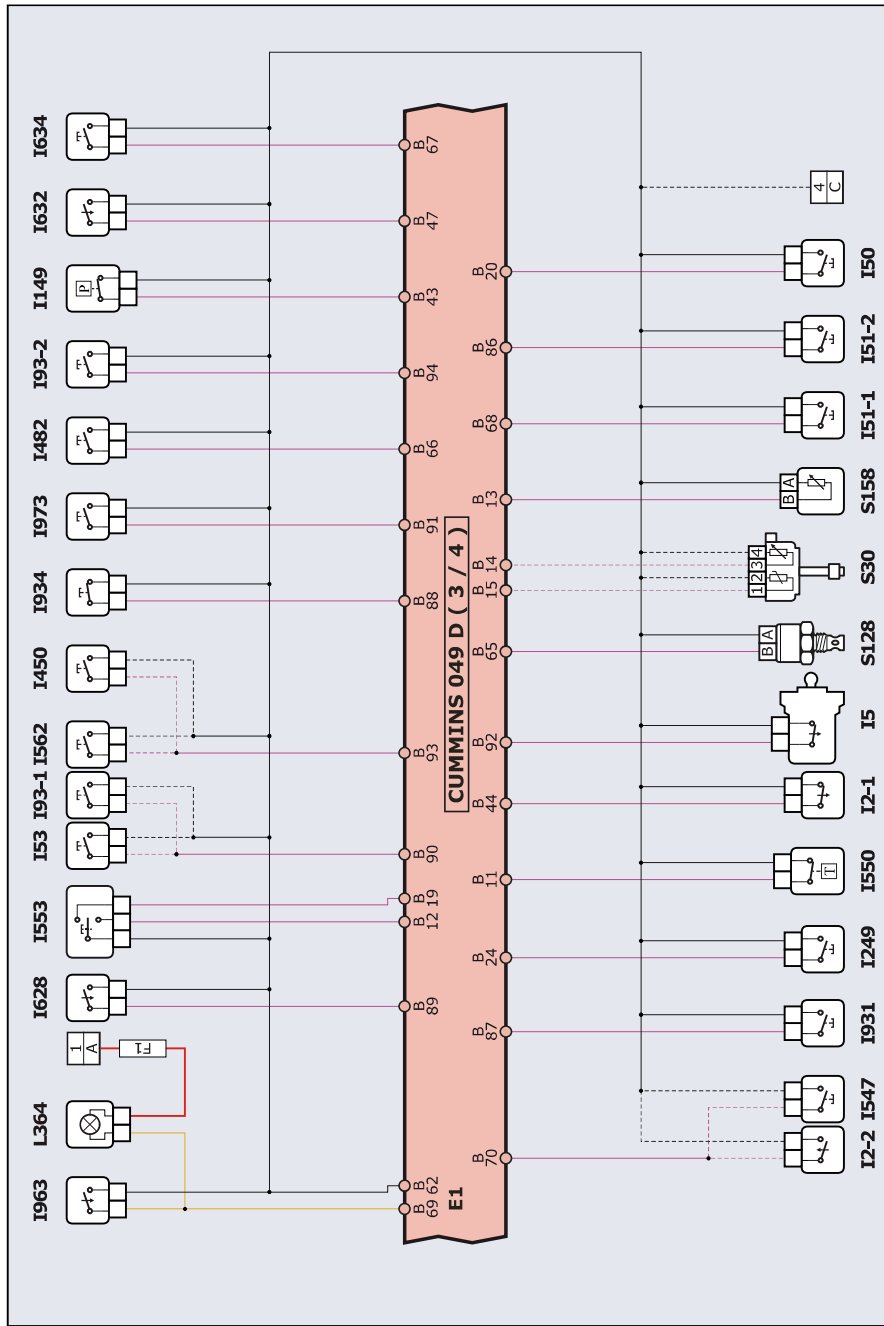 I963
L364
I628
I553
I53
I93-1
I562
I450
I934
I973
I482
I93-2
I149
I632
I634
1
A
F1
P
B 69
B 62
B 89
B 12
B 19
B 90
B 93
B 88
B 91
B 66
B 94
B 43
B 47
B 67
E1
CUMMINS 049 D ( 3 / 4 )
B 70
B 87
B 24
B 11
B 44
B 92
B 65
B 15
B 14
B 13
B 68
B 86
B 20
T
B A
1 2 3 4
B A
4
C
I2-2
I547
I931
I249
I550
I2-1
I5
S128
S30
S158
I51-1
I51-2
I50